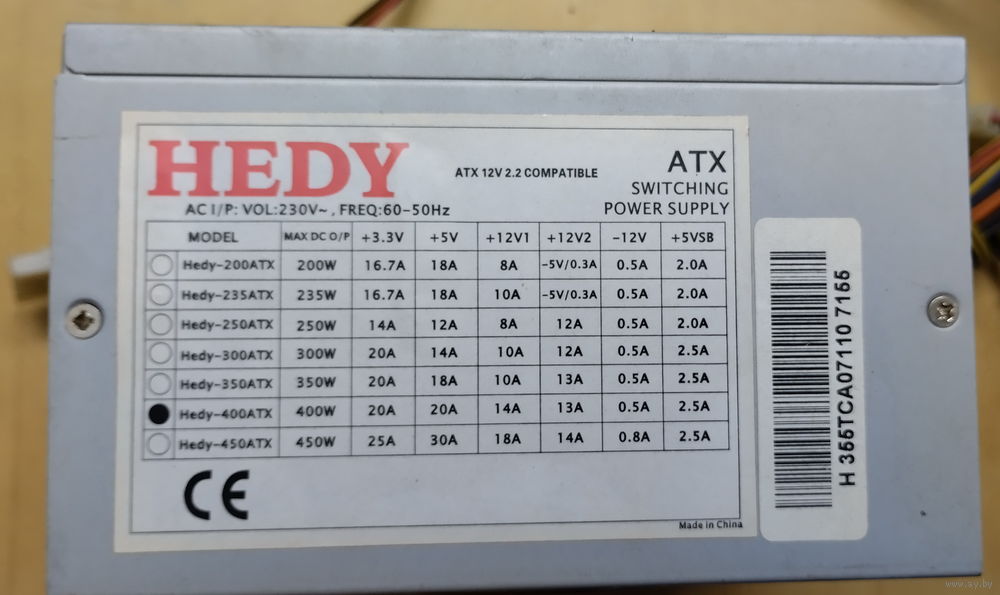 HEDY
ATX 12V 2.2 COMPATIBLE
ATX
SWITCHING
POWER SUPPLY
AC I/P: VOL:230V~, FREQ:60-50Hz
MODEL MAX DC O/P +3.3V +5V +12V1 +12V2 -12V +5VSB
Hedy-200ATX 200W 16.7A 18A 8A -5V/0.3A 0.5A 2.0A
Hedy-235ATX 235W 16.7A 18A 10A -5V/0.3A 0.5A 2.0A
Hedy-250ATX 250W 14A 12A 8A 12A 0.5A 2.0A
Hedy-300ATX 300W 20A 14A 10A 12A 0.5A 2.5A
Hedy-350ATX 350W 20A 18A 10A 13A 0.5A 2.5A
Hedy-400ATX 400W 20A 20A 14A 13A 0.5A 2.5A
Hedy-450ATX 450W 25A 30A 18A 14A 0.8A 2.5A
CE
Made in China
H 355TCA07110 7155
www.ay.by